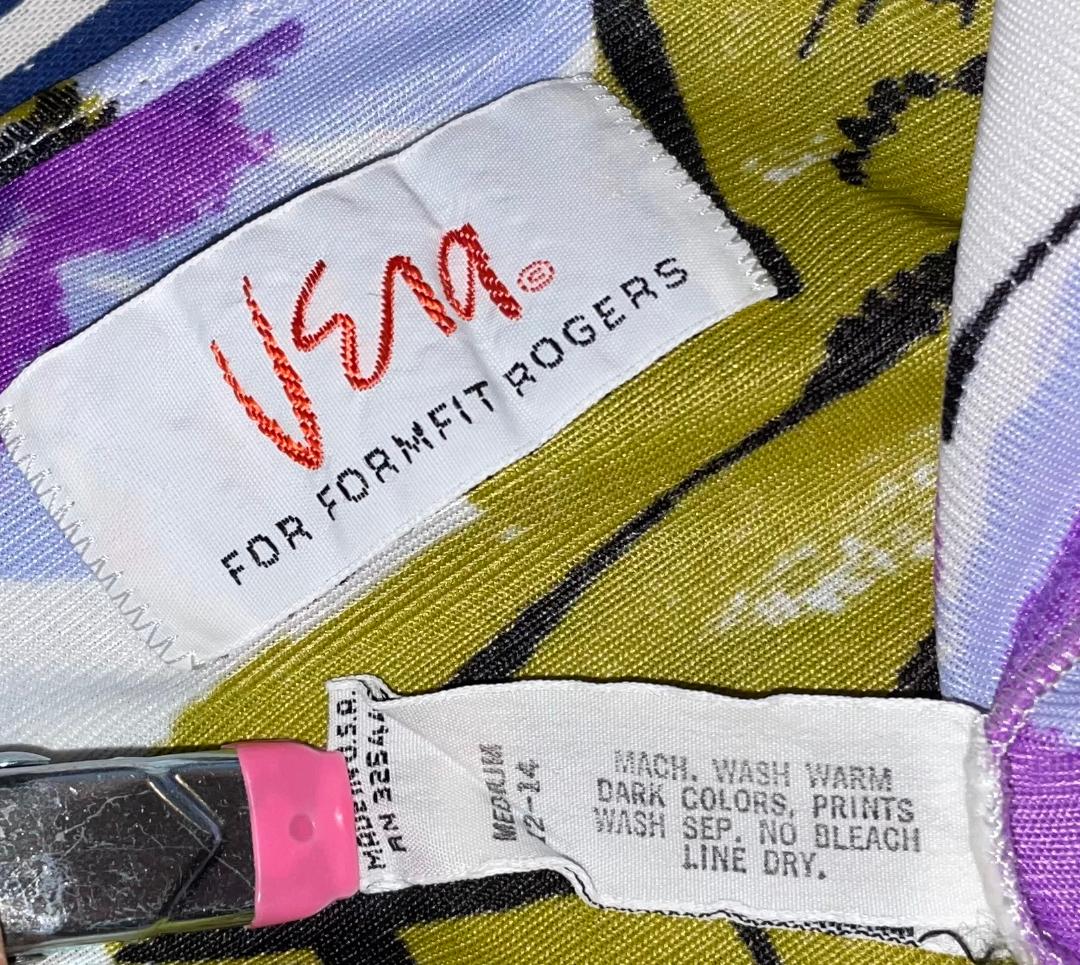 Vera ©
FOR FORMFIT ROGERS
MADE IN U.S.A.
MEDIUM
12-14
MACH. WASH WARM
DARK COLORS, PRINTS
WASH SEP. NO BLEACH
LINE DRY.